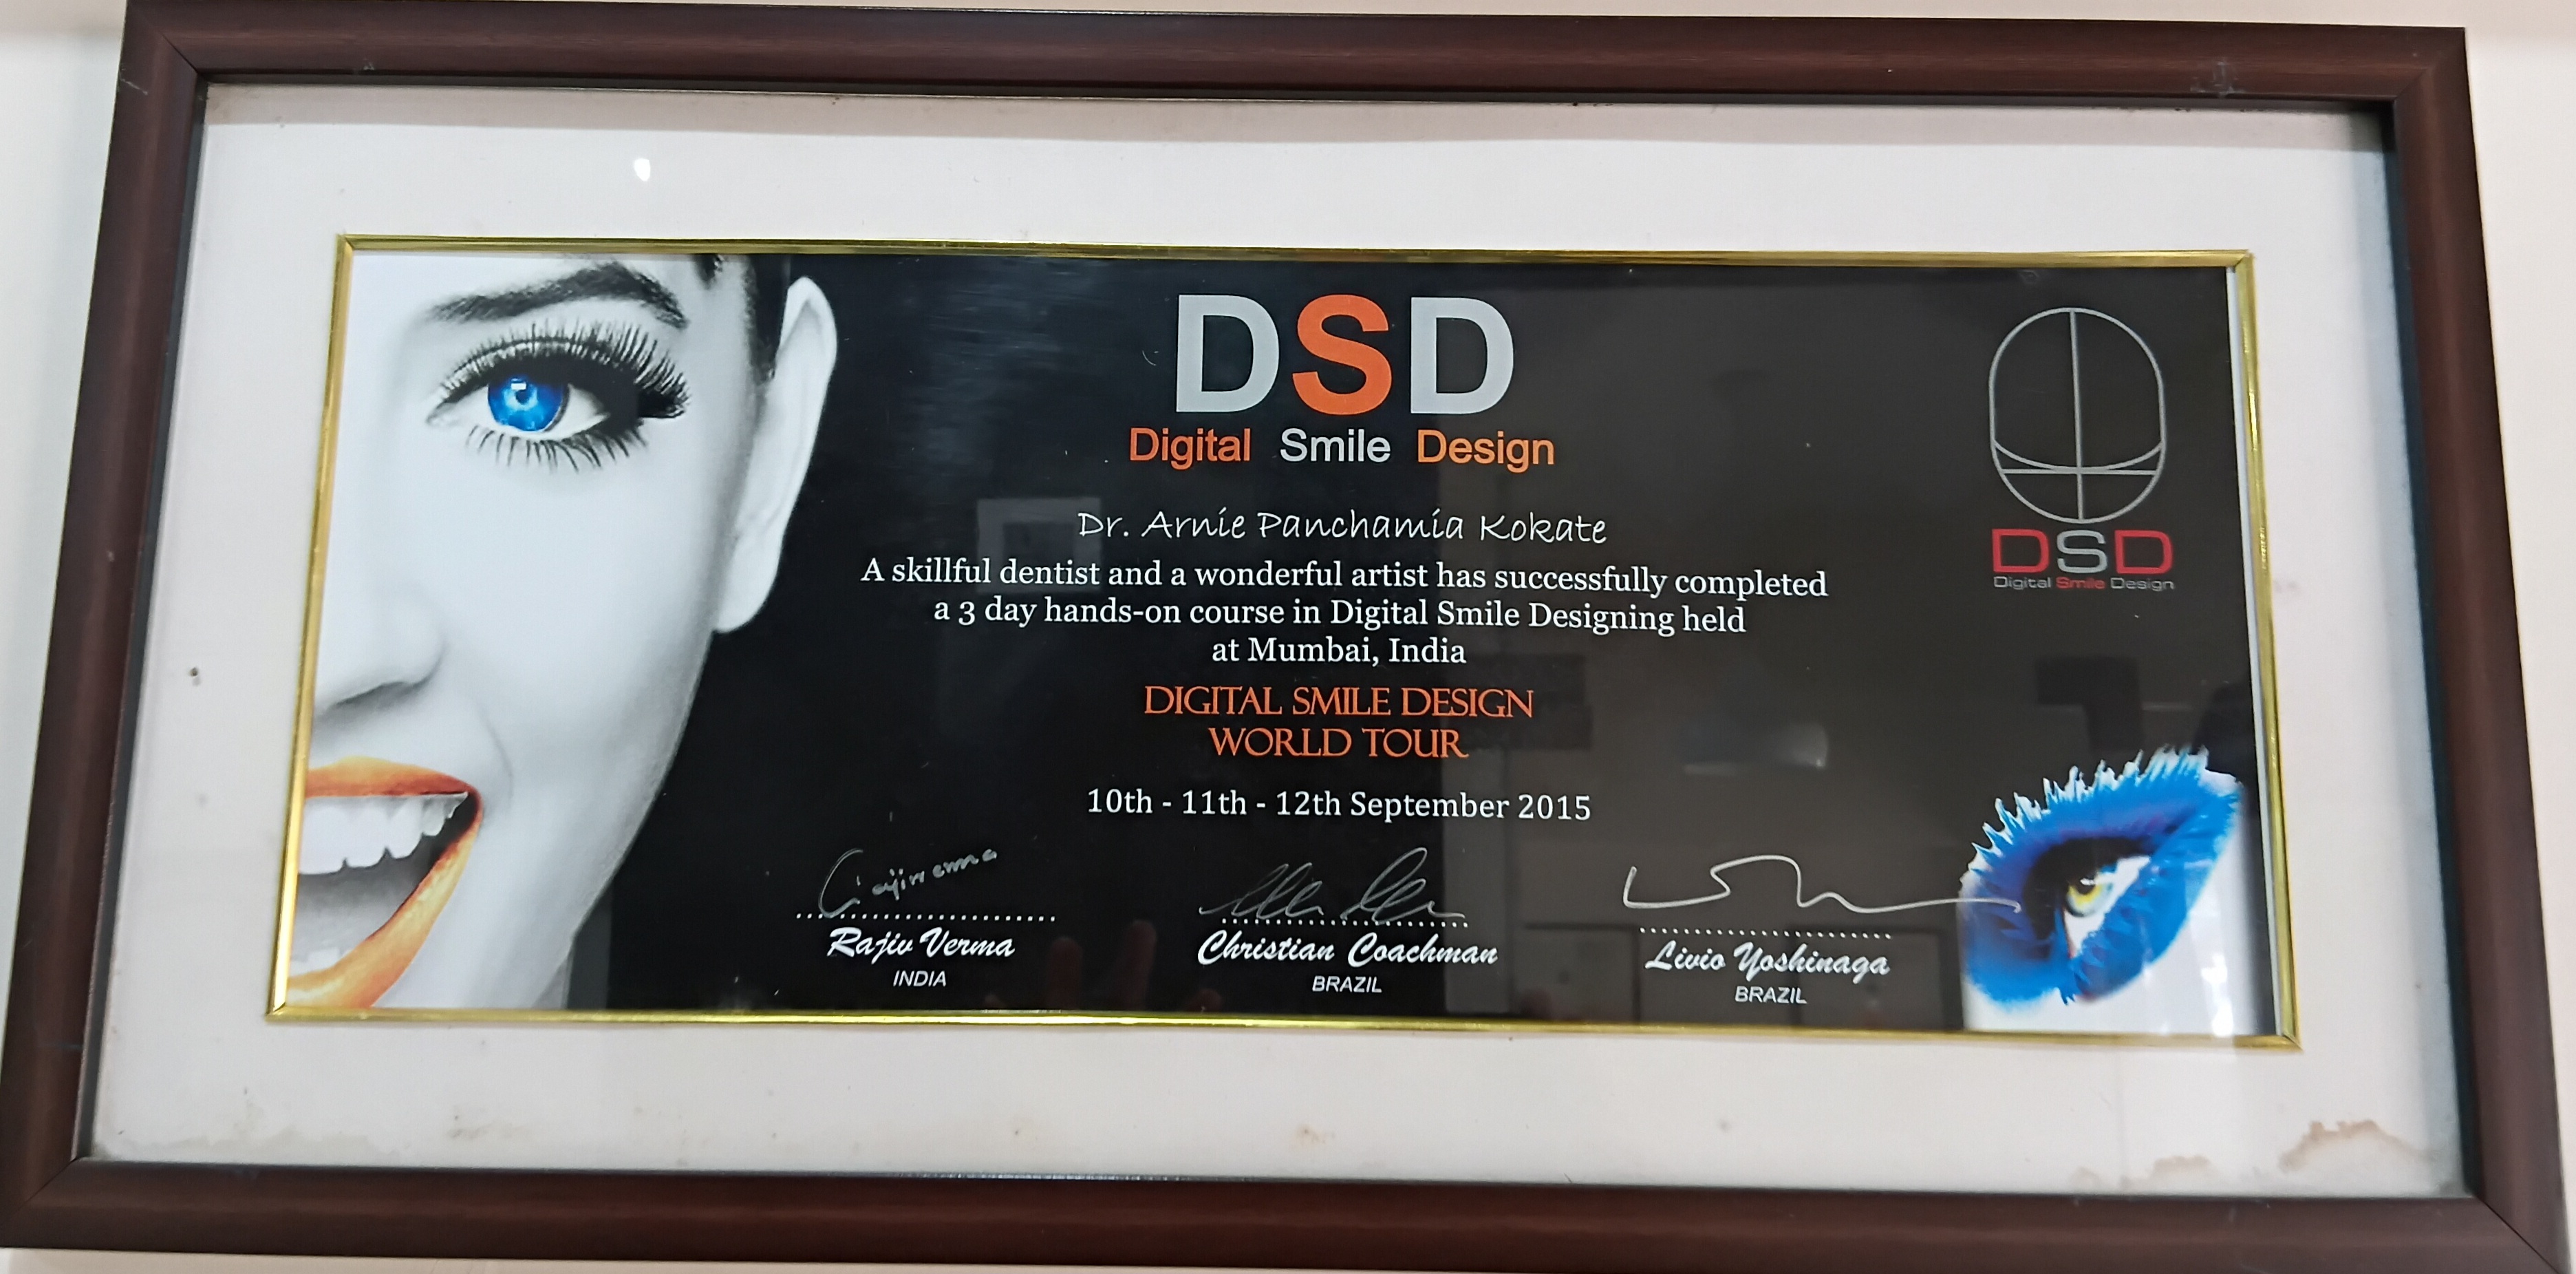 DSD
Digital Smile Design
Dr. Arnie Panchamia Kokate
A skillful dentist and a wonderful artist has successfully completed
a 3 day hands-on course in Digital Smile Designing held
at Mumbai, India
DIGITAL SMILE DESIGN
WORLD TOUR
10th - 11th - 12th September 2015
Rajiv Verma
INDIA
Christian Coachman
BRAZIL
Livio Yoshinaga
BRAZIL
DSD
Digital Smile Design